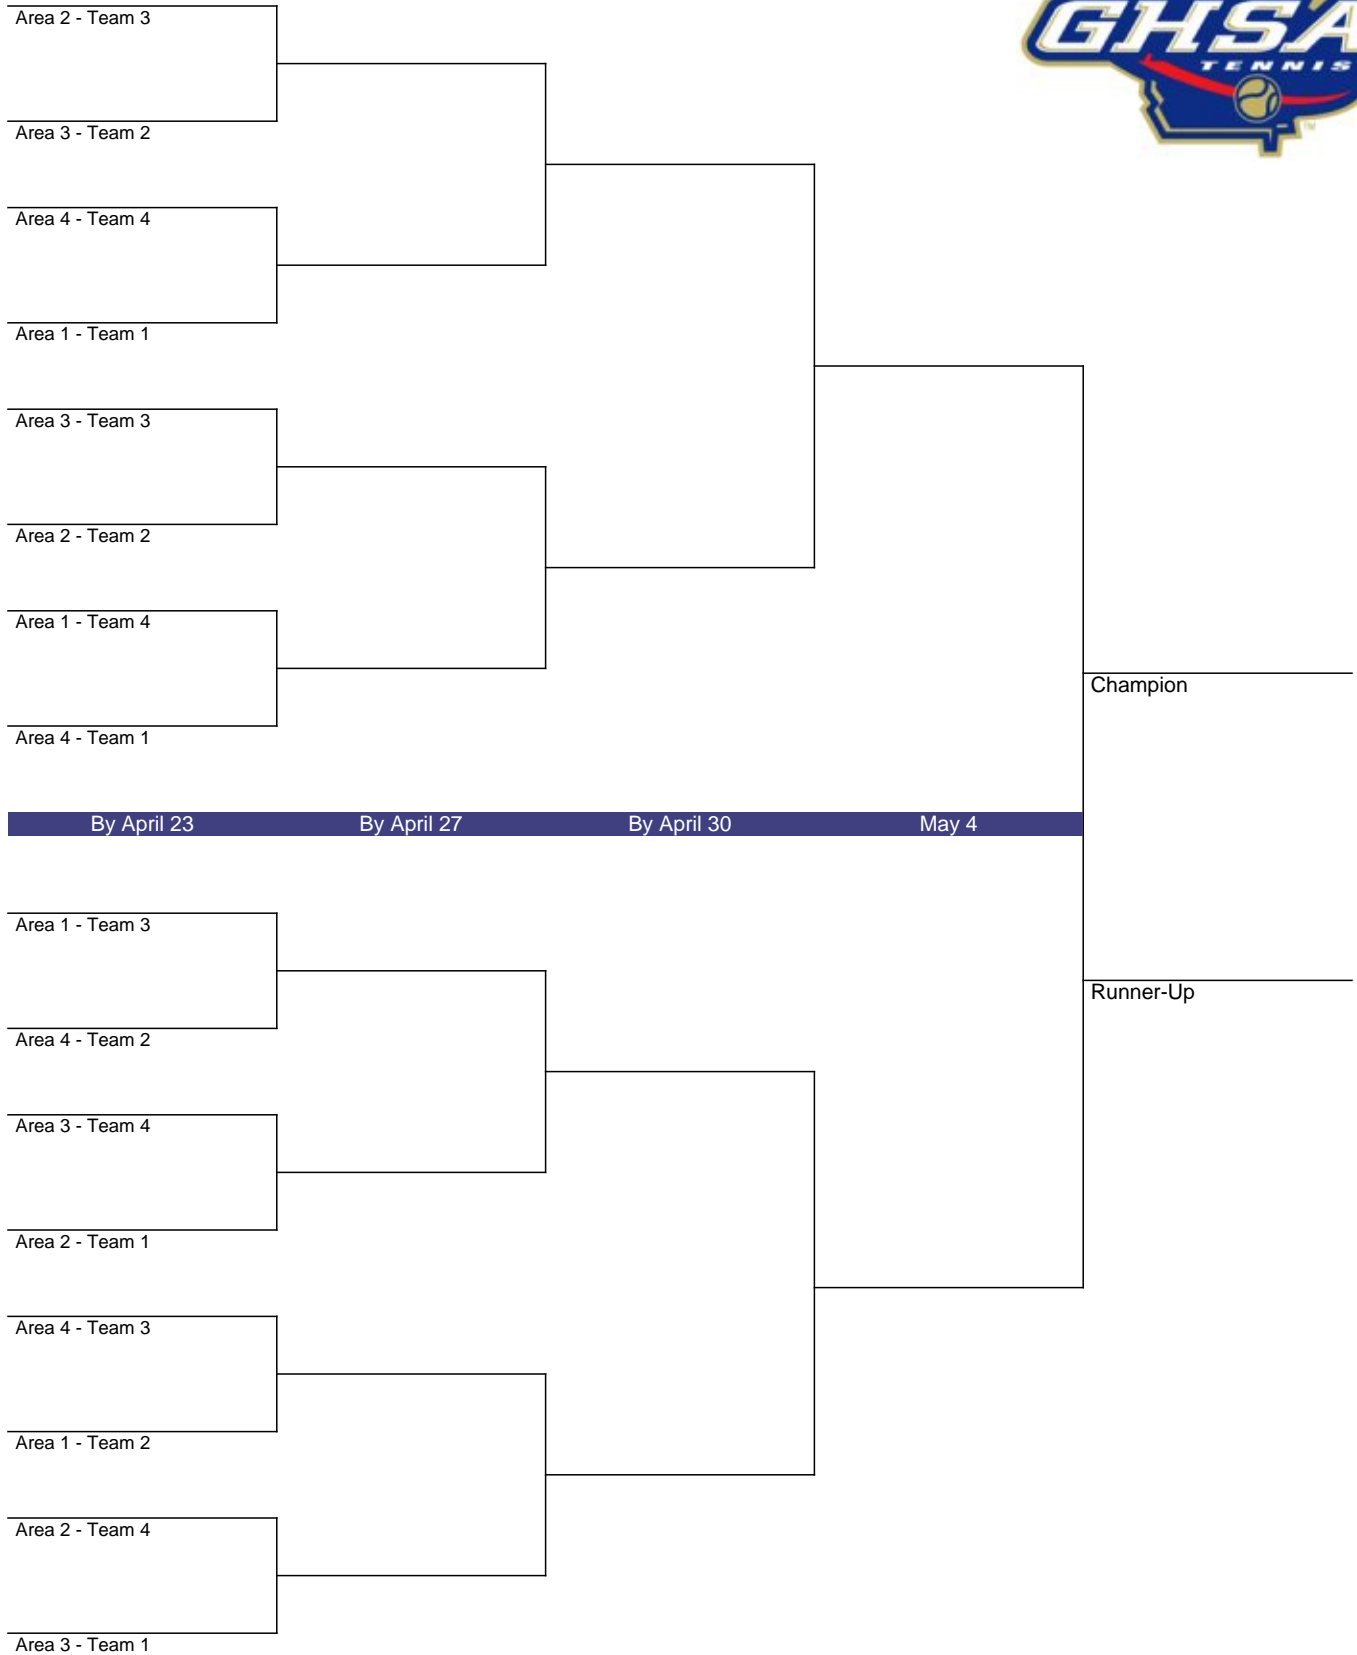 GHSA
TENNIS
TM
Area 2 - Team 3
Area 3 - Team 2
Area 4 - Team 4
Area 1 - Team 1
Area 3 - Team 3
Area 2 - Team 2
Area 1 - Team 4
Area 4 - Team 1
Champion
By April 23 By April 27 By April 30 May 4
Area 1 - Team 3
Area 4 - Team 2
Runner-Up
Area 3 - Team 4
Area 2 - Team 1
Area 4 - Team 3
Area 1 - Team 2
Area 2 - Team 4
Area 3 - Team 1